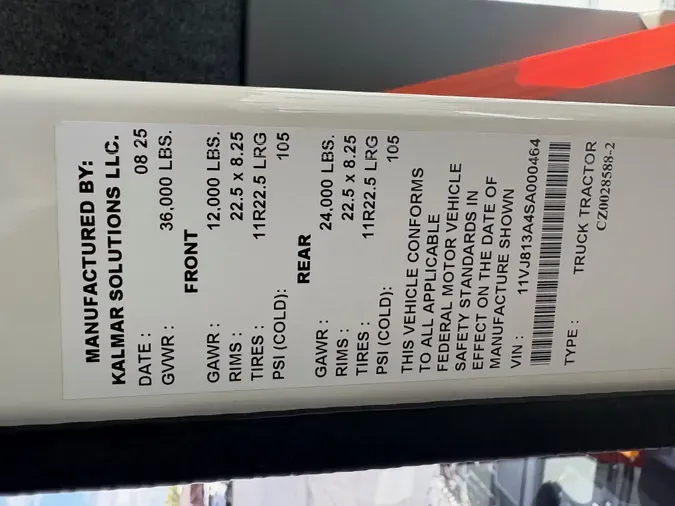 MANUFACTURED BY:
KALMAR SOLUTIONS LLC.
DATE : 08 25
GVWR : 36,000 LBS.
FRONT
GAWR : 12,000 LBS.
RIMS : 22.5 x 8.25
TIRES : 11R22.5 LRG
PSI (COLD): 105
REAR
GAWR : 24,000 LBS.
RIMS : 22.5 x 8.25
TIRES : 11R22.5 LRG
PSI (COLD): 105
THIS VEHICLE CONFORMS
TO ALL APPLICABLE
FEDERAL MOTOR VEHICLE
SAFETY STANDARDS IN
EFFECT ON THE DATE OF
MANUFACTURE SHOWN
VIN : 11VJ813A4SA000464
TYPE : TRUCK TRACTOR
CZ0028588-2